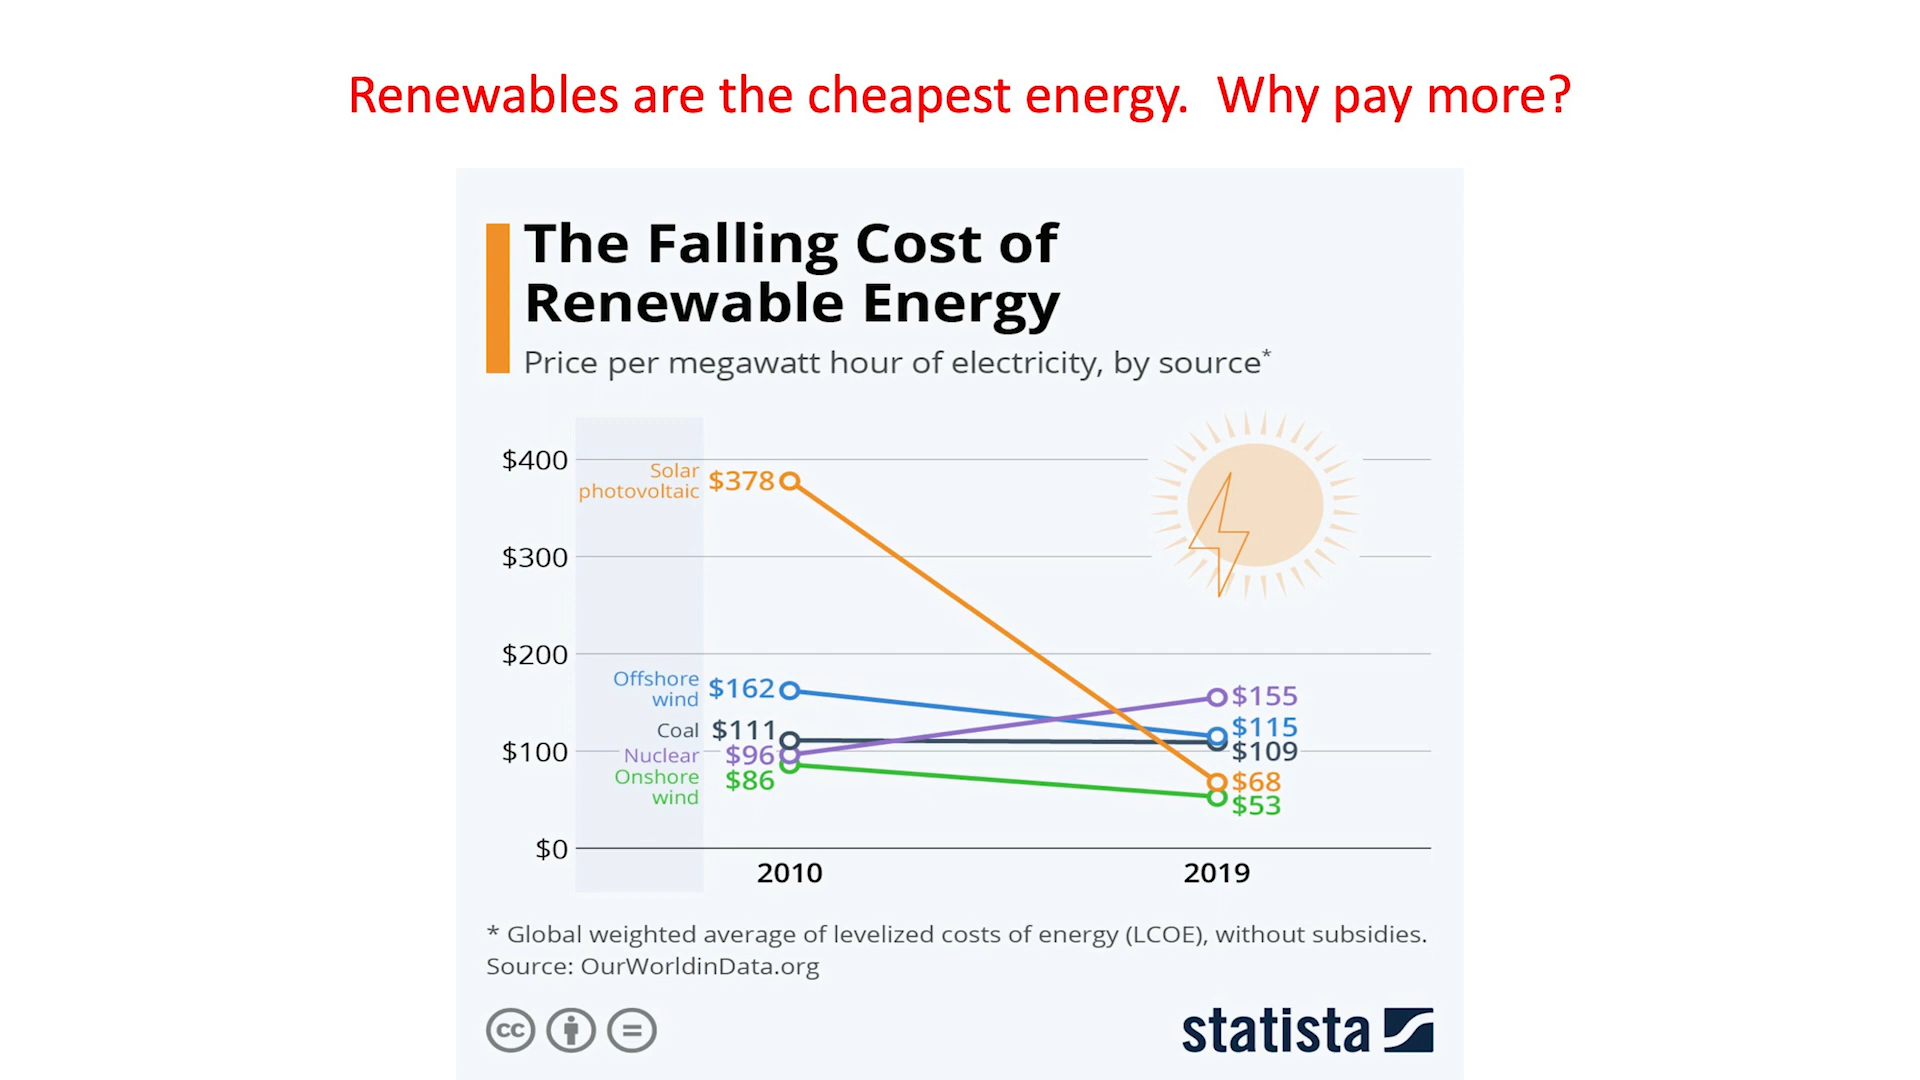 Renewables are the cheapest energy.  Why pay more?
The Falling Cost of
Renewable Energy
Price per megawatt hour of electricity, by source*
$400
Solar
photovoltaic
$378
$300
$200
Offshore
wind
$162
$155
Coal
$111
$115
$100
Nuclear
$96
$109
Onshore
wind
$86
$68
$53
$0
2010
2019
* Global weighted average of levelized costs of energy (LCOE), without subsidies.
Source: OurWorldinData.org
cc
=
statista